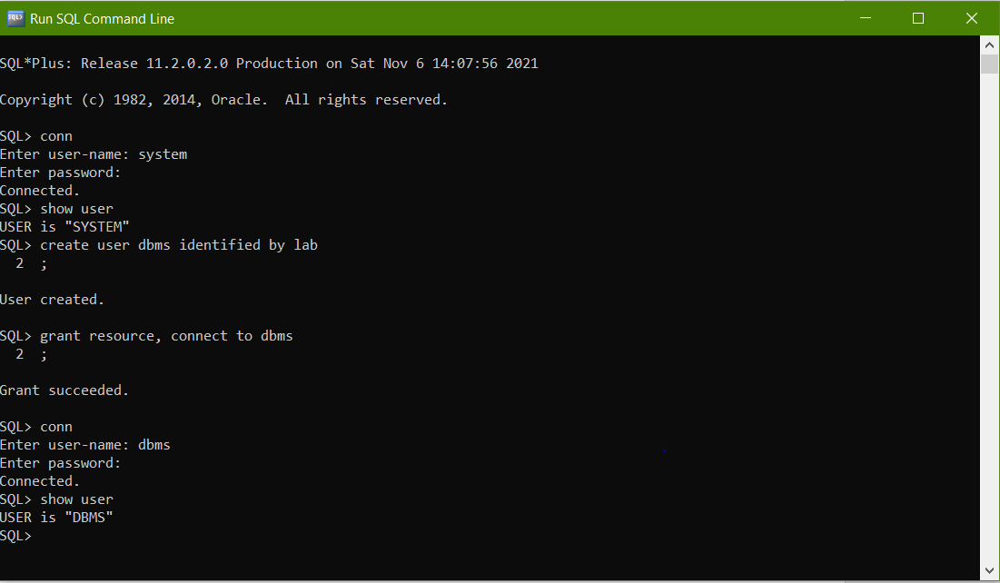 Run SQL Command Line
SQL*Plus: Release 11.2.0.2.0 Production on Sat Nov 6 14:07:56 2021
Copyright (c) 1982, 2014, Oracle.  All rights reserved.
SQL> conn
Enter user-name: system
Enter password:
Connected.
SQL> show user
USER is "SYSTEM"
SQL> create user dbms identified by lab
  2  ;
User created.
SQL> grant resource, connect to dbms
  2  ;
Grant succeeded.
SQL> conn
Enter user-name: dbms
Enter password:
Connected.
SQL> show user
USER is "DBMS"
SQL>